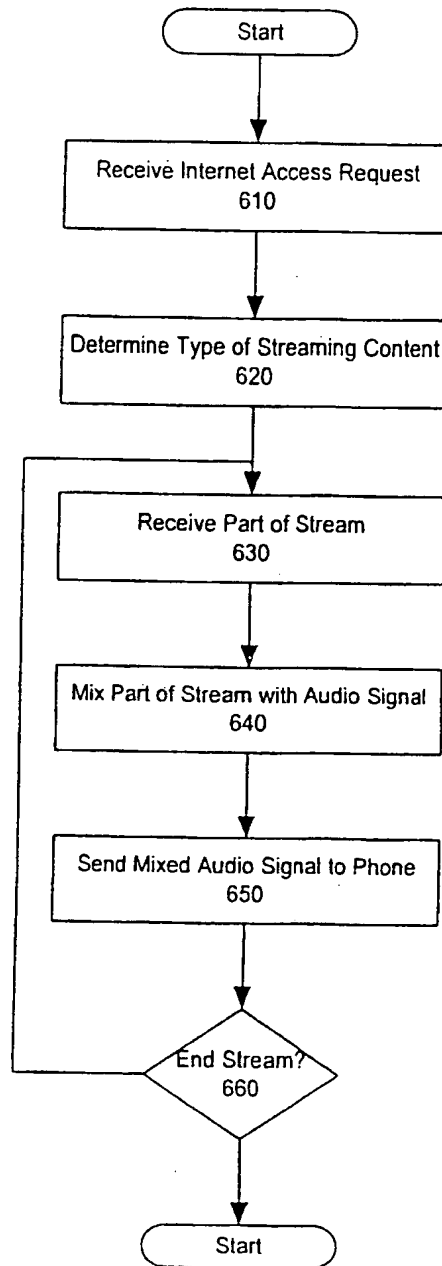 Start
Receive Internet Access Request
610
Determine Type of Streaming Content
620
Receive Part of Stream
630
Mix Part of Stream with Audio Signal
640
Send Mixed Audio Signal to Phone
650
End Stream?
660
Start